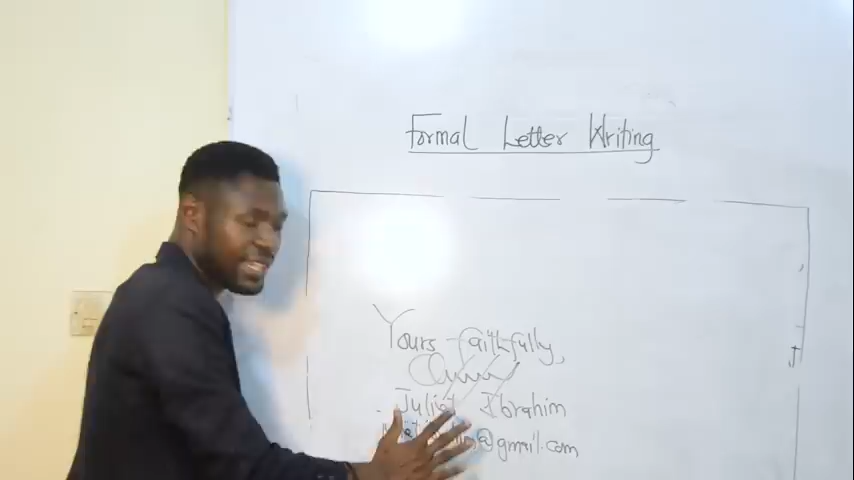 Formal Letter Writing
Yours faithfully,
Juliet Ibrahim
@gmail.com